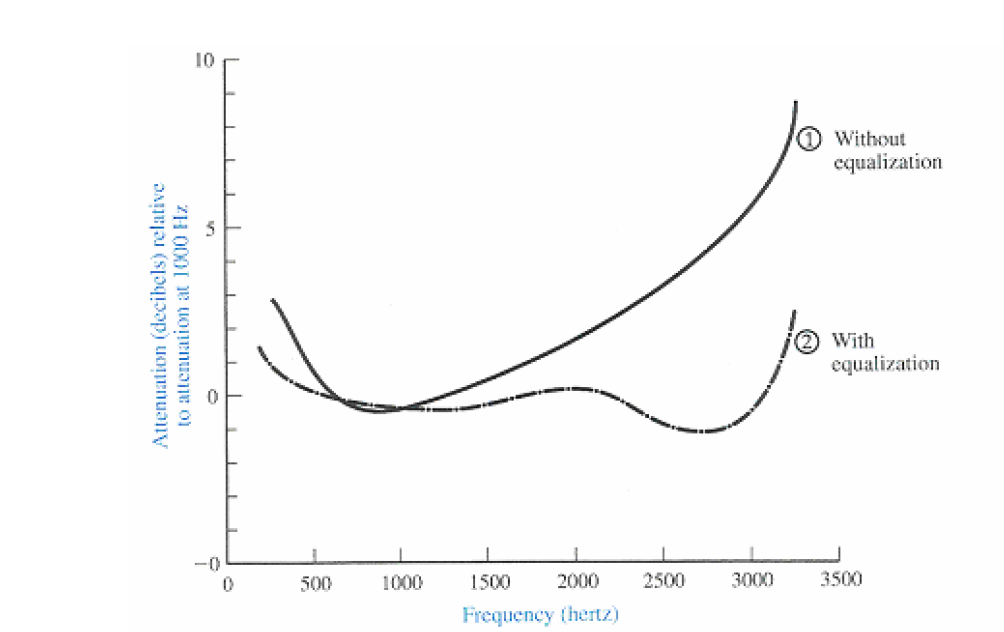 10
5
0
−0
Attenuation (decibels) relative
to attenuation at 1000 Hz
① Without
equalization
② With
equalization
0 500 1000 1500 2000 2500 3000 3500
Frequency (hertz)